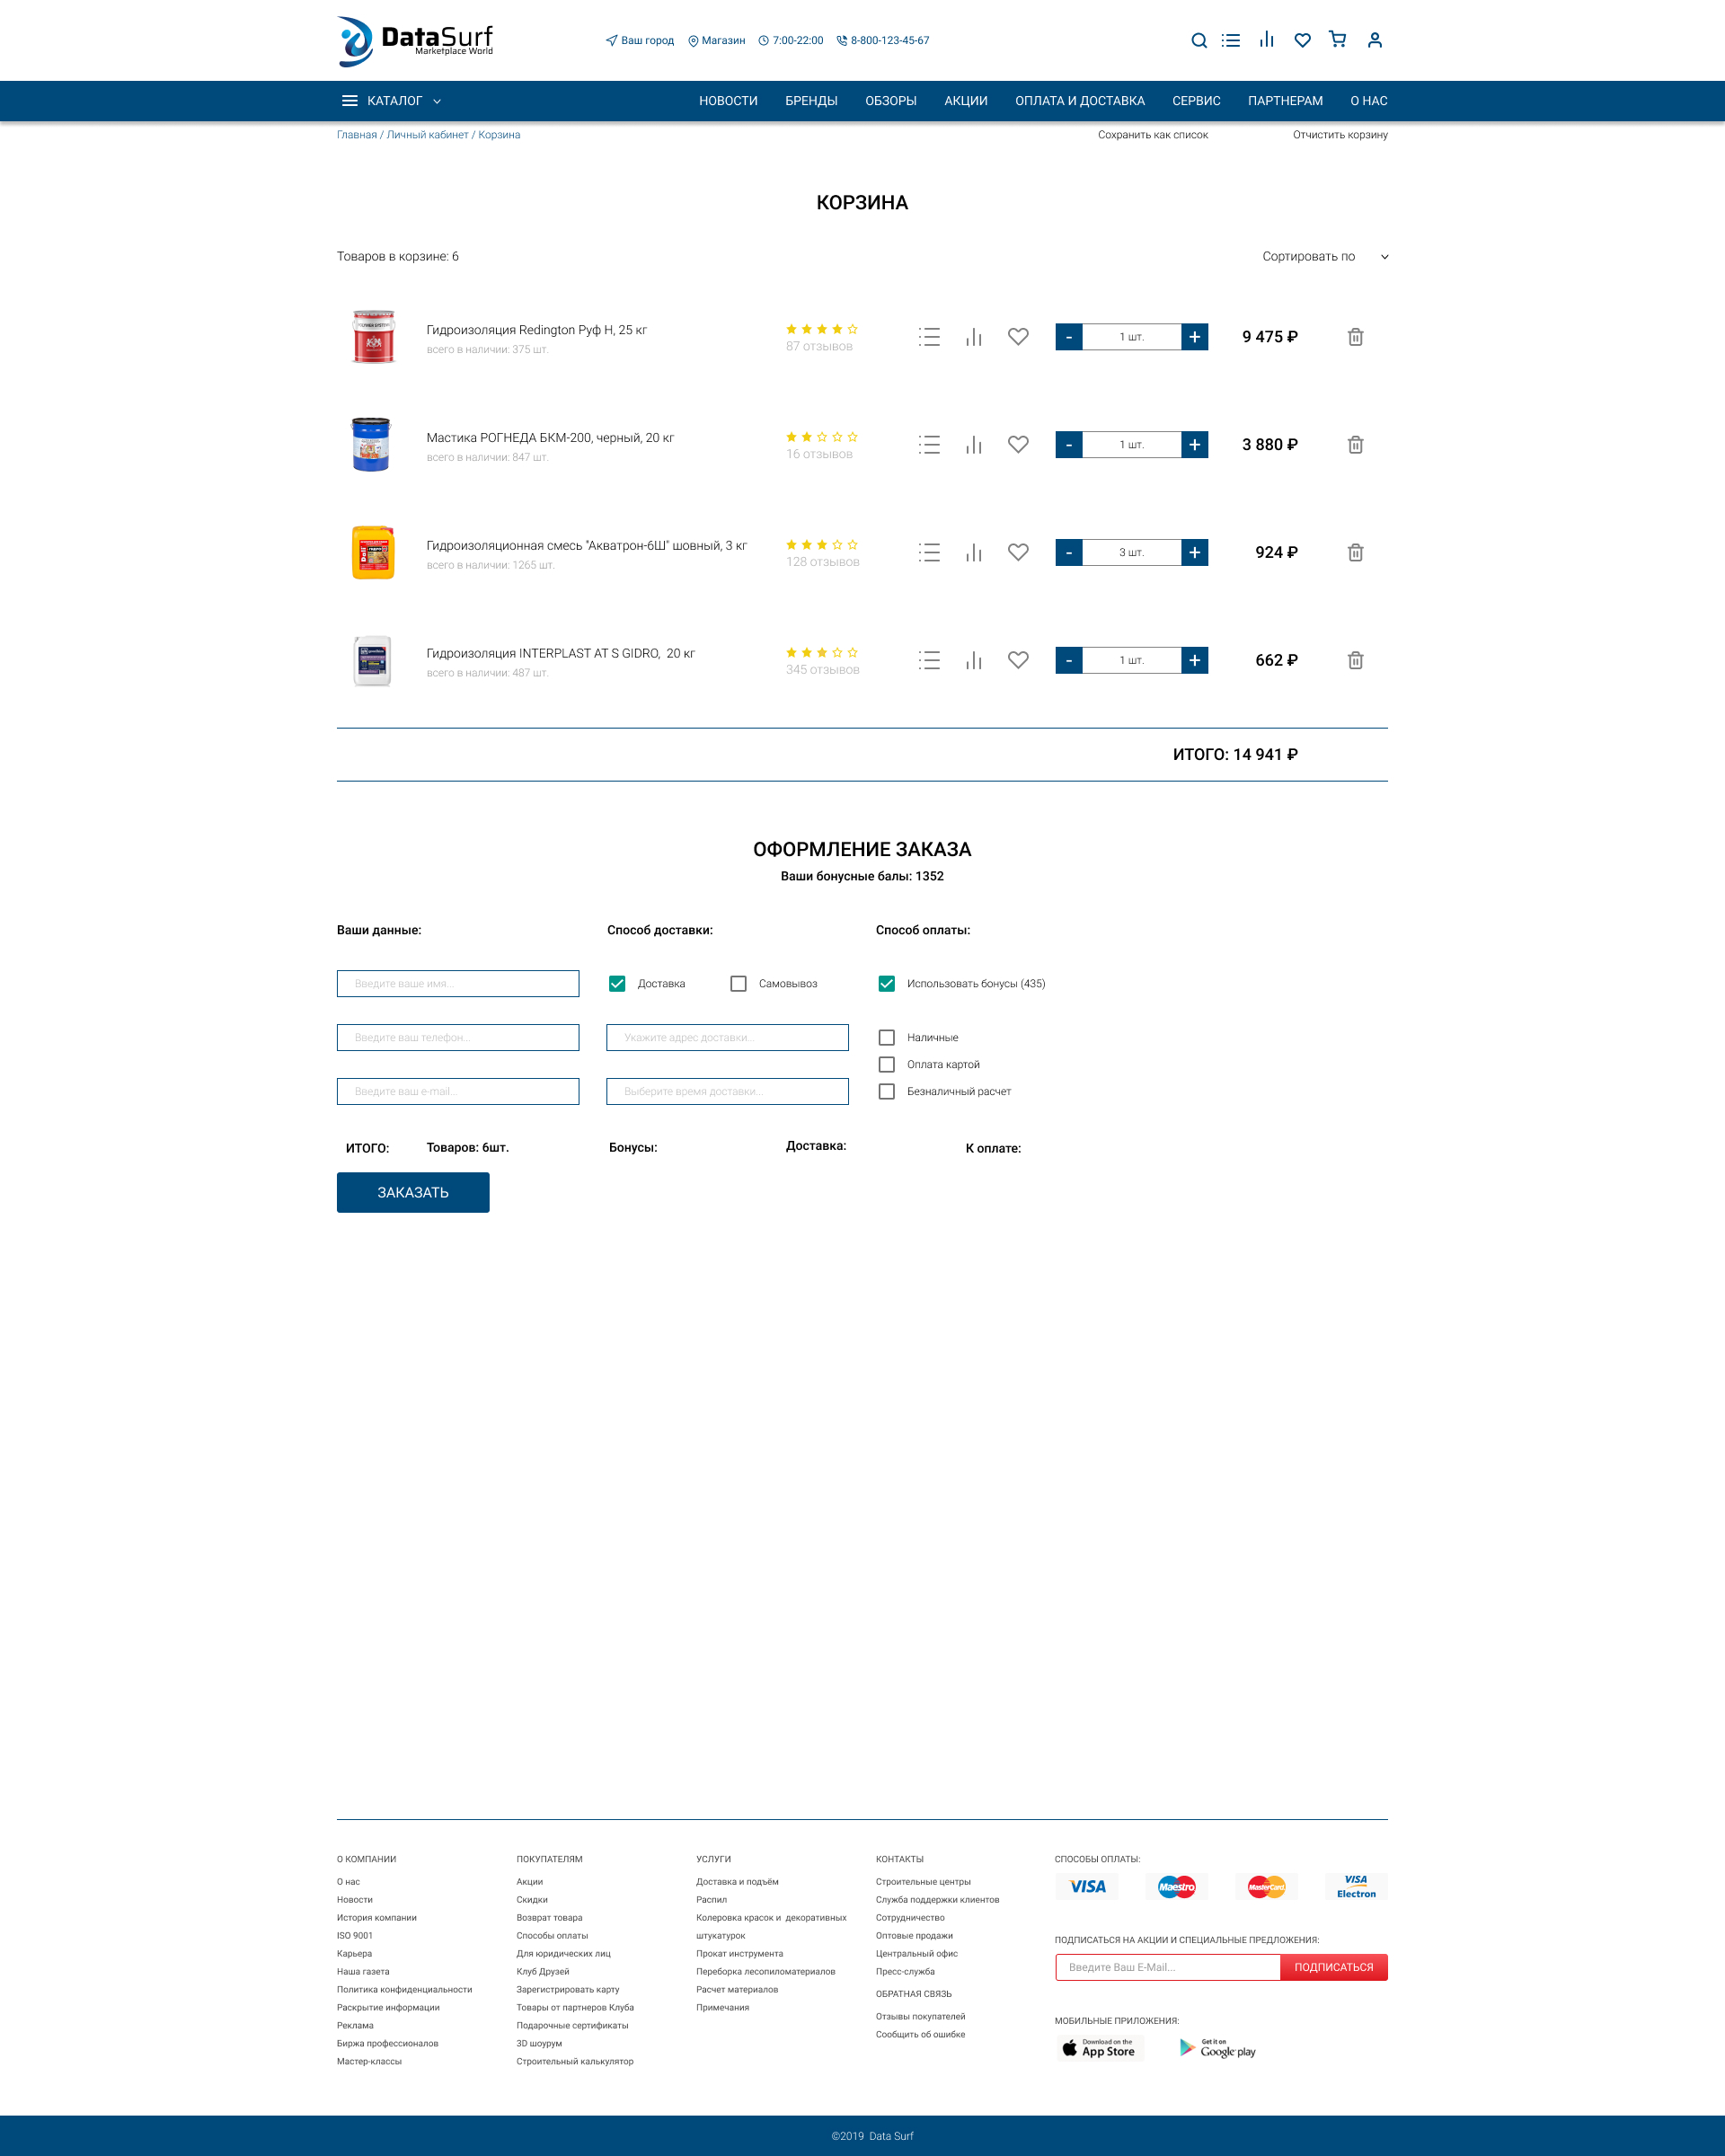 DataSurf
Marketplace World
Ваш город Магазин 7:00-22:00 8-800-123-45-67
КАТАЛОГ НОВОСТИ БРЕНДЫ ОБЗОРЫ АКЦИИ ОПЛАТА И ДОСТАВКА СЕРВИС ПАРТНЕРАМ О НАС
Главная / Личный кабинет / Корзина Сохранить как список Отчистить корзину
КОРЗИНА
Товаров в корзине: 6 Сортировать по
Гидроизоляция Redington Руф Н, 25 кг
всего в наличии: 375 шт.
87 отзывов
- 1 шт. + 9 475 ₽
Мастика РОГНЕДА БКМ-200, черный, 20 кг
всего в наличии: 847 шт.
16 отзывов
- 1 шт. + 3 880 ₽
Гидроизоляционная смесь "Акватрон-6Ш" шовный, 3 кг
всего в наличии: 1265 шт.
128 отзывов
- 3 шт. + 924 ₽
Гидроизоляция INTERPLAST AT S GIDRO, 20 кг
всего в наличии: 487 шт.
345 отзывов
- 1 шт. + 662 ₽
ИТОГО: 14 941 ₽
ОФОРМЛЕНИЕ ЗАКАЗА
Ваши бонусные балы: 1352
Ваши данные: Способ доставки: Способ оплаты:
Введите ваше имя... Доставка Самовывоз Использовать бонусы (435)
Введите ваш телефон... Укажите адрес доставки... Наличные
Оплата картой
Введите ваш e-mail... Выберите время доставки... Безналичный расчет
ИТОГО: Товаров: 6шт. Бонусы: Доставка: К оплате:
ЗАКАЗАТЬ
О КОМПАНИИ
О нас
Новости
История компании
ISO 9001
Карьера
Наша газета
Политика конфиденциальности
Раскрытие информации
Реклама
Биржа профессионалов
Мастер-классы
ПОКУПАТЕЛЯМ
Акции
Скидки
Возврат товара
Способы оплаты
Для юридических лиц
Клуб Друзей
Зарегистрировать карту
Товары от партнеров Клуба
Подарочные сертификаты
3D шоурум
Строительный калькулятор
УСЛУГИ
Доставка и подъём
Распил
Колеровка красок и декоративных
штукатурок
Прокат инструмента
Переборка лесопиломатериалов
Расчет материалов
Примечания
КОНТАКТЫ
Строительные центры
Служба поддержки клиентов
Сотрудничество
Оптовые продажи
Центральный офис
Пресс-служба
ОБРАТНАЯ СВЯЗЬ
Отзывы покупателей
Сообщить об ошибке
СПОСОБЫ ОПЛАТЫ:
VISA Maestro MasterCard VISA
Electron
ПОДПИСАТЬСЯ НА АКЦИИ И СПЕЦИАЛЬНЫЕ ПРЕДЛОЖЕНИЯ:
Введите Ваш E-Mail... ПОДПИСАТЬСЯ
МОБИЛЬНЫЕ ПРИЛОЖЕНИЯ:
Download on the
App Store
Get it on
Google play
©2019 Data Surf